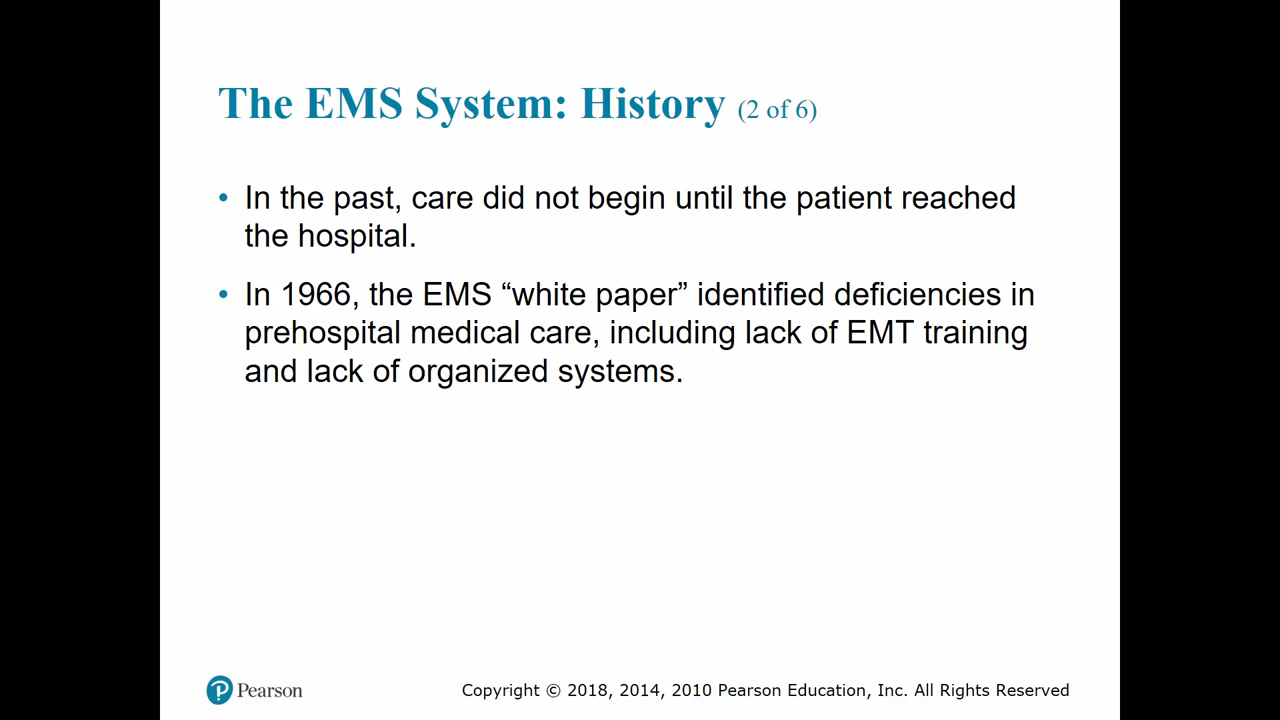 The EMS System: History (2 of 6)
• In the past, care did not begin until the patient reached
the hospital.
• In 1966, the EMS “white paper” identified deficiencies in
prehospital medical care, including lack of EMT training
and lack of organized systems.
Pearson
Copyright © 2018, 2014, 2010 Pearson Education, Inc. All Rights Reserved